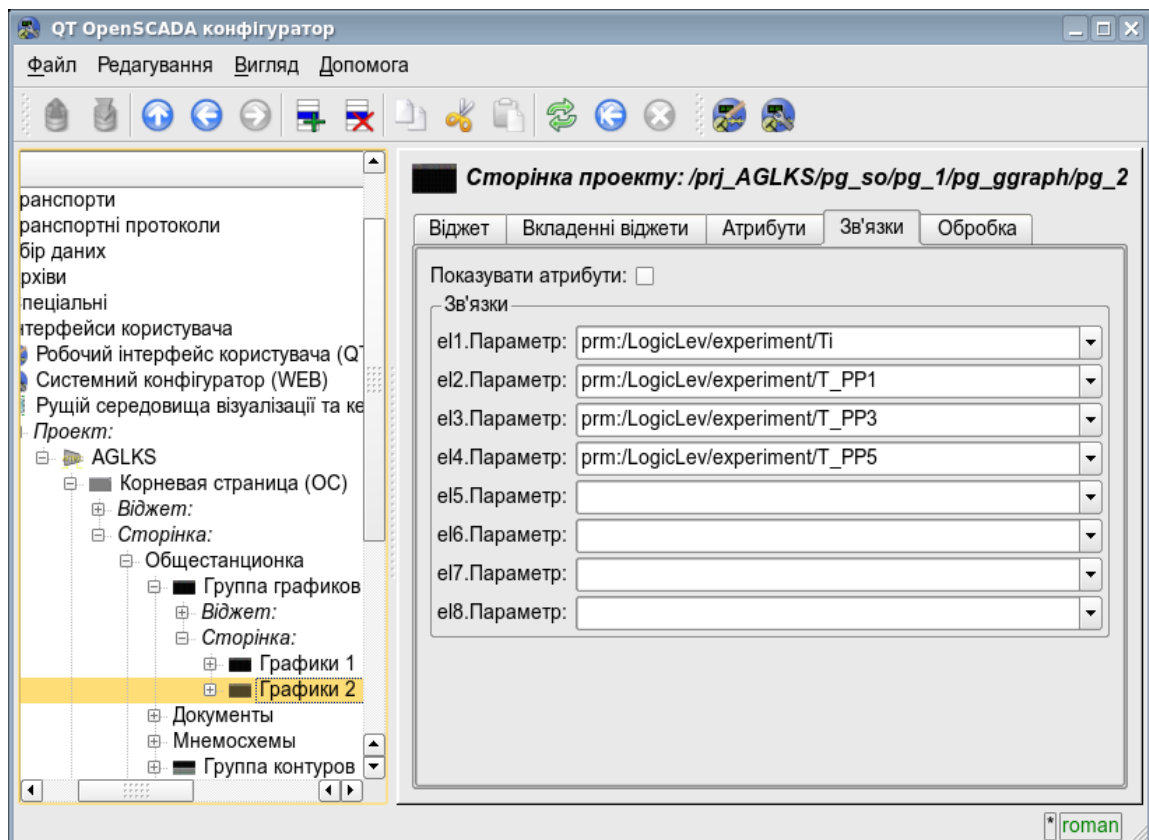 QT OpenSCADA конфігуратор
Файл Редагування Вигляд Допомога
ранспорти
ранспортні протоколи
бір даних
рхіви
пеціальні
нтерфейси користувача
Робочий інтерфейс користувача (QT
Системний конфігуратор (WEB)
Рущій середовища візуалізації та ке
Проект:
AGLKS
Корневая страница (ОС)
Віджет:
Сторінка:
Общестанционка
Группа графиков
Віджет:
Сторінка:
Графики 1
Графики 2
Документы
Мнемосхемы
Группа контуров
Сторінка проекту: /prj_AGLKS/pg_so/pg_1/pg_ggraph/pg_2
Віджет Вкладенні віджети Атрибути Зв'язки Обробка
Показувати атрибути:
Зв'язки
el1.Параметр: prm:/LogicLev/experiment/Ti
el2.Параметр: prm:/LogicLev/experiment/T_PP1
el3.Параметр: prm:/LogicLev/experiment/T_PP3
el4.Параметр: prm:/LogicLev/experiment/T_PP5
el5.Параметр:
el6.Параметр:
el7.Параметр:
el8.Параметр:
* roman